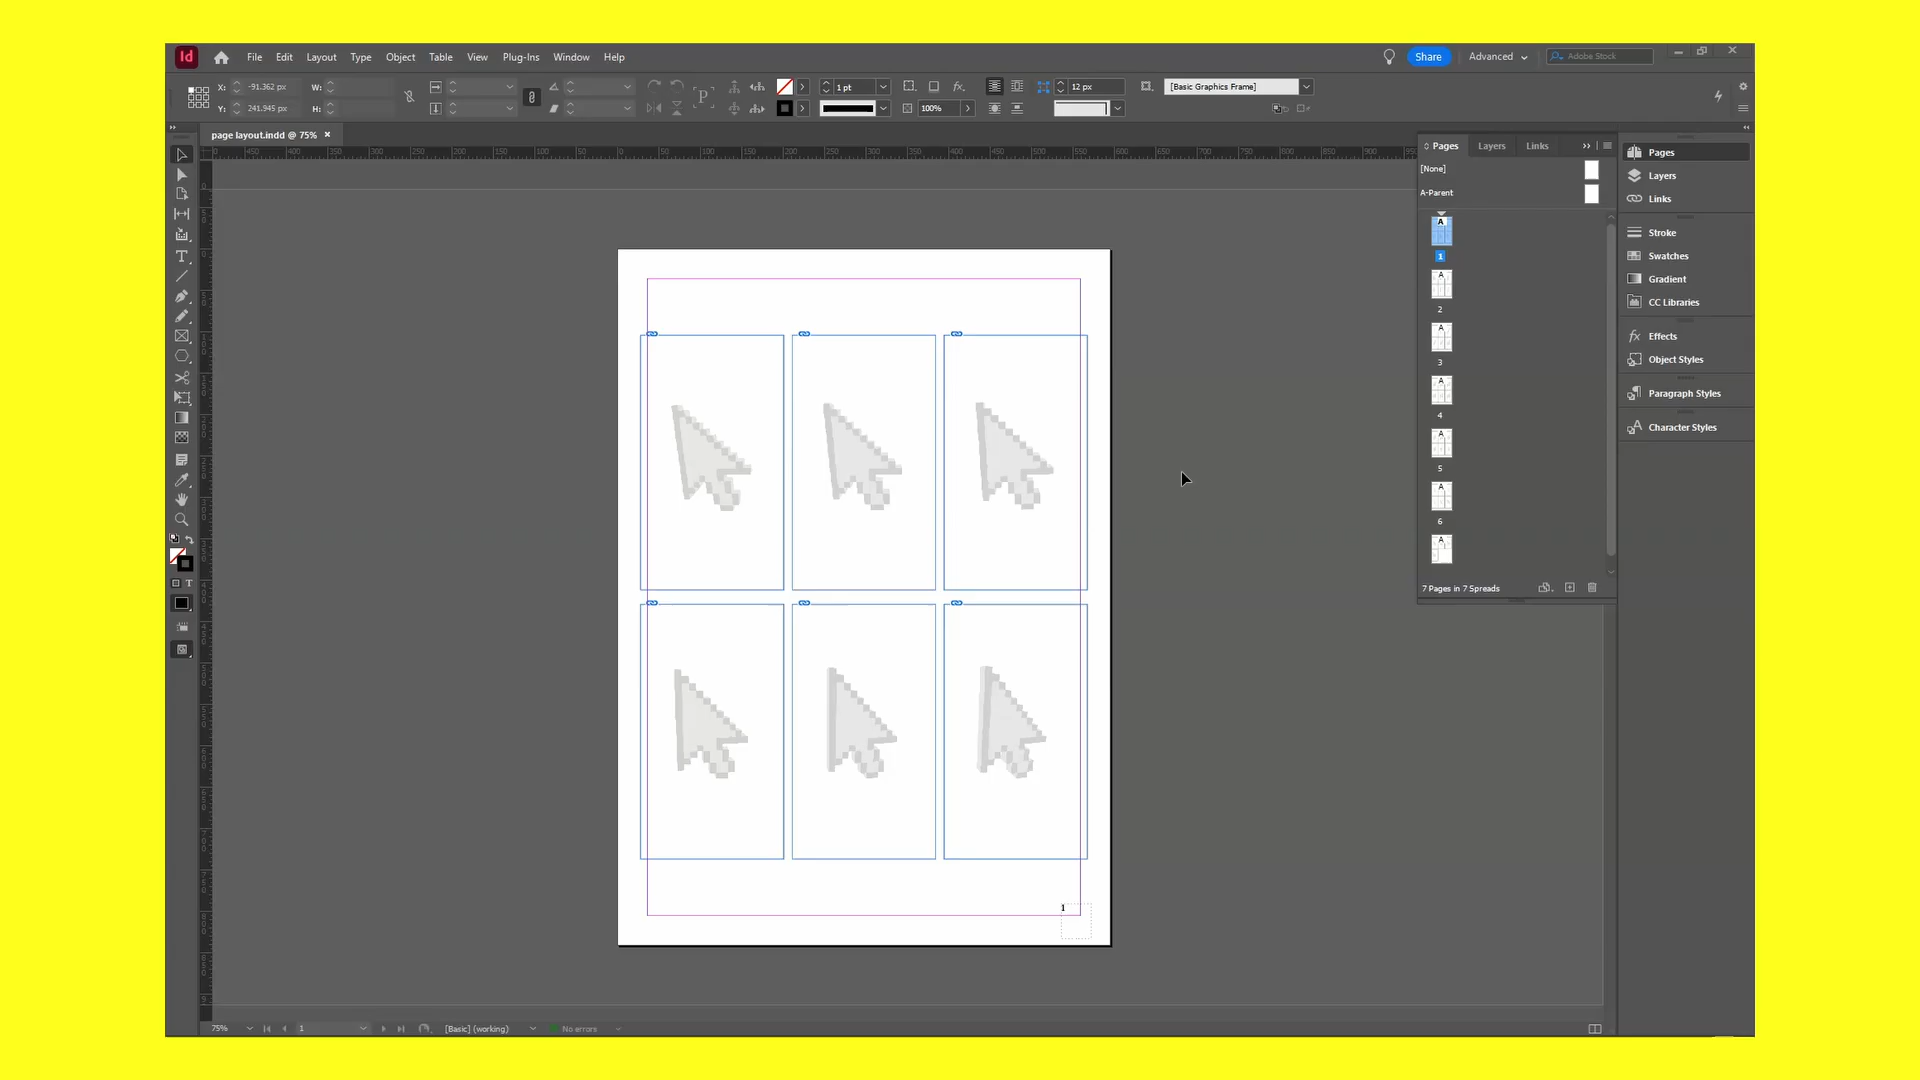 Id File Edit Layout Type Object Table View Plug-Ins Window Help Share Advanced Adobe Stock
X: -91.362 px W: 1 pt 12 px [Basic Graphics Frame]
Y: 241.945 px H: 100%
page layout.indd @ 75%
Pages Layers Links
[None]
A-Parent
A
1
A
2
A
3
A
4
A
5
A
6
A
7 Pages in 7 Spreads
Pages
Layers
Links
Stroke
Swatches
Gradient
CC Libraries
Effects
Object Styles
Paragraph Styles
Character Styles
1
75% 1 [Basic] (working) No errors